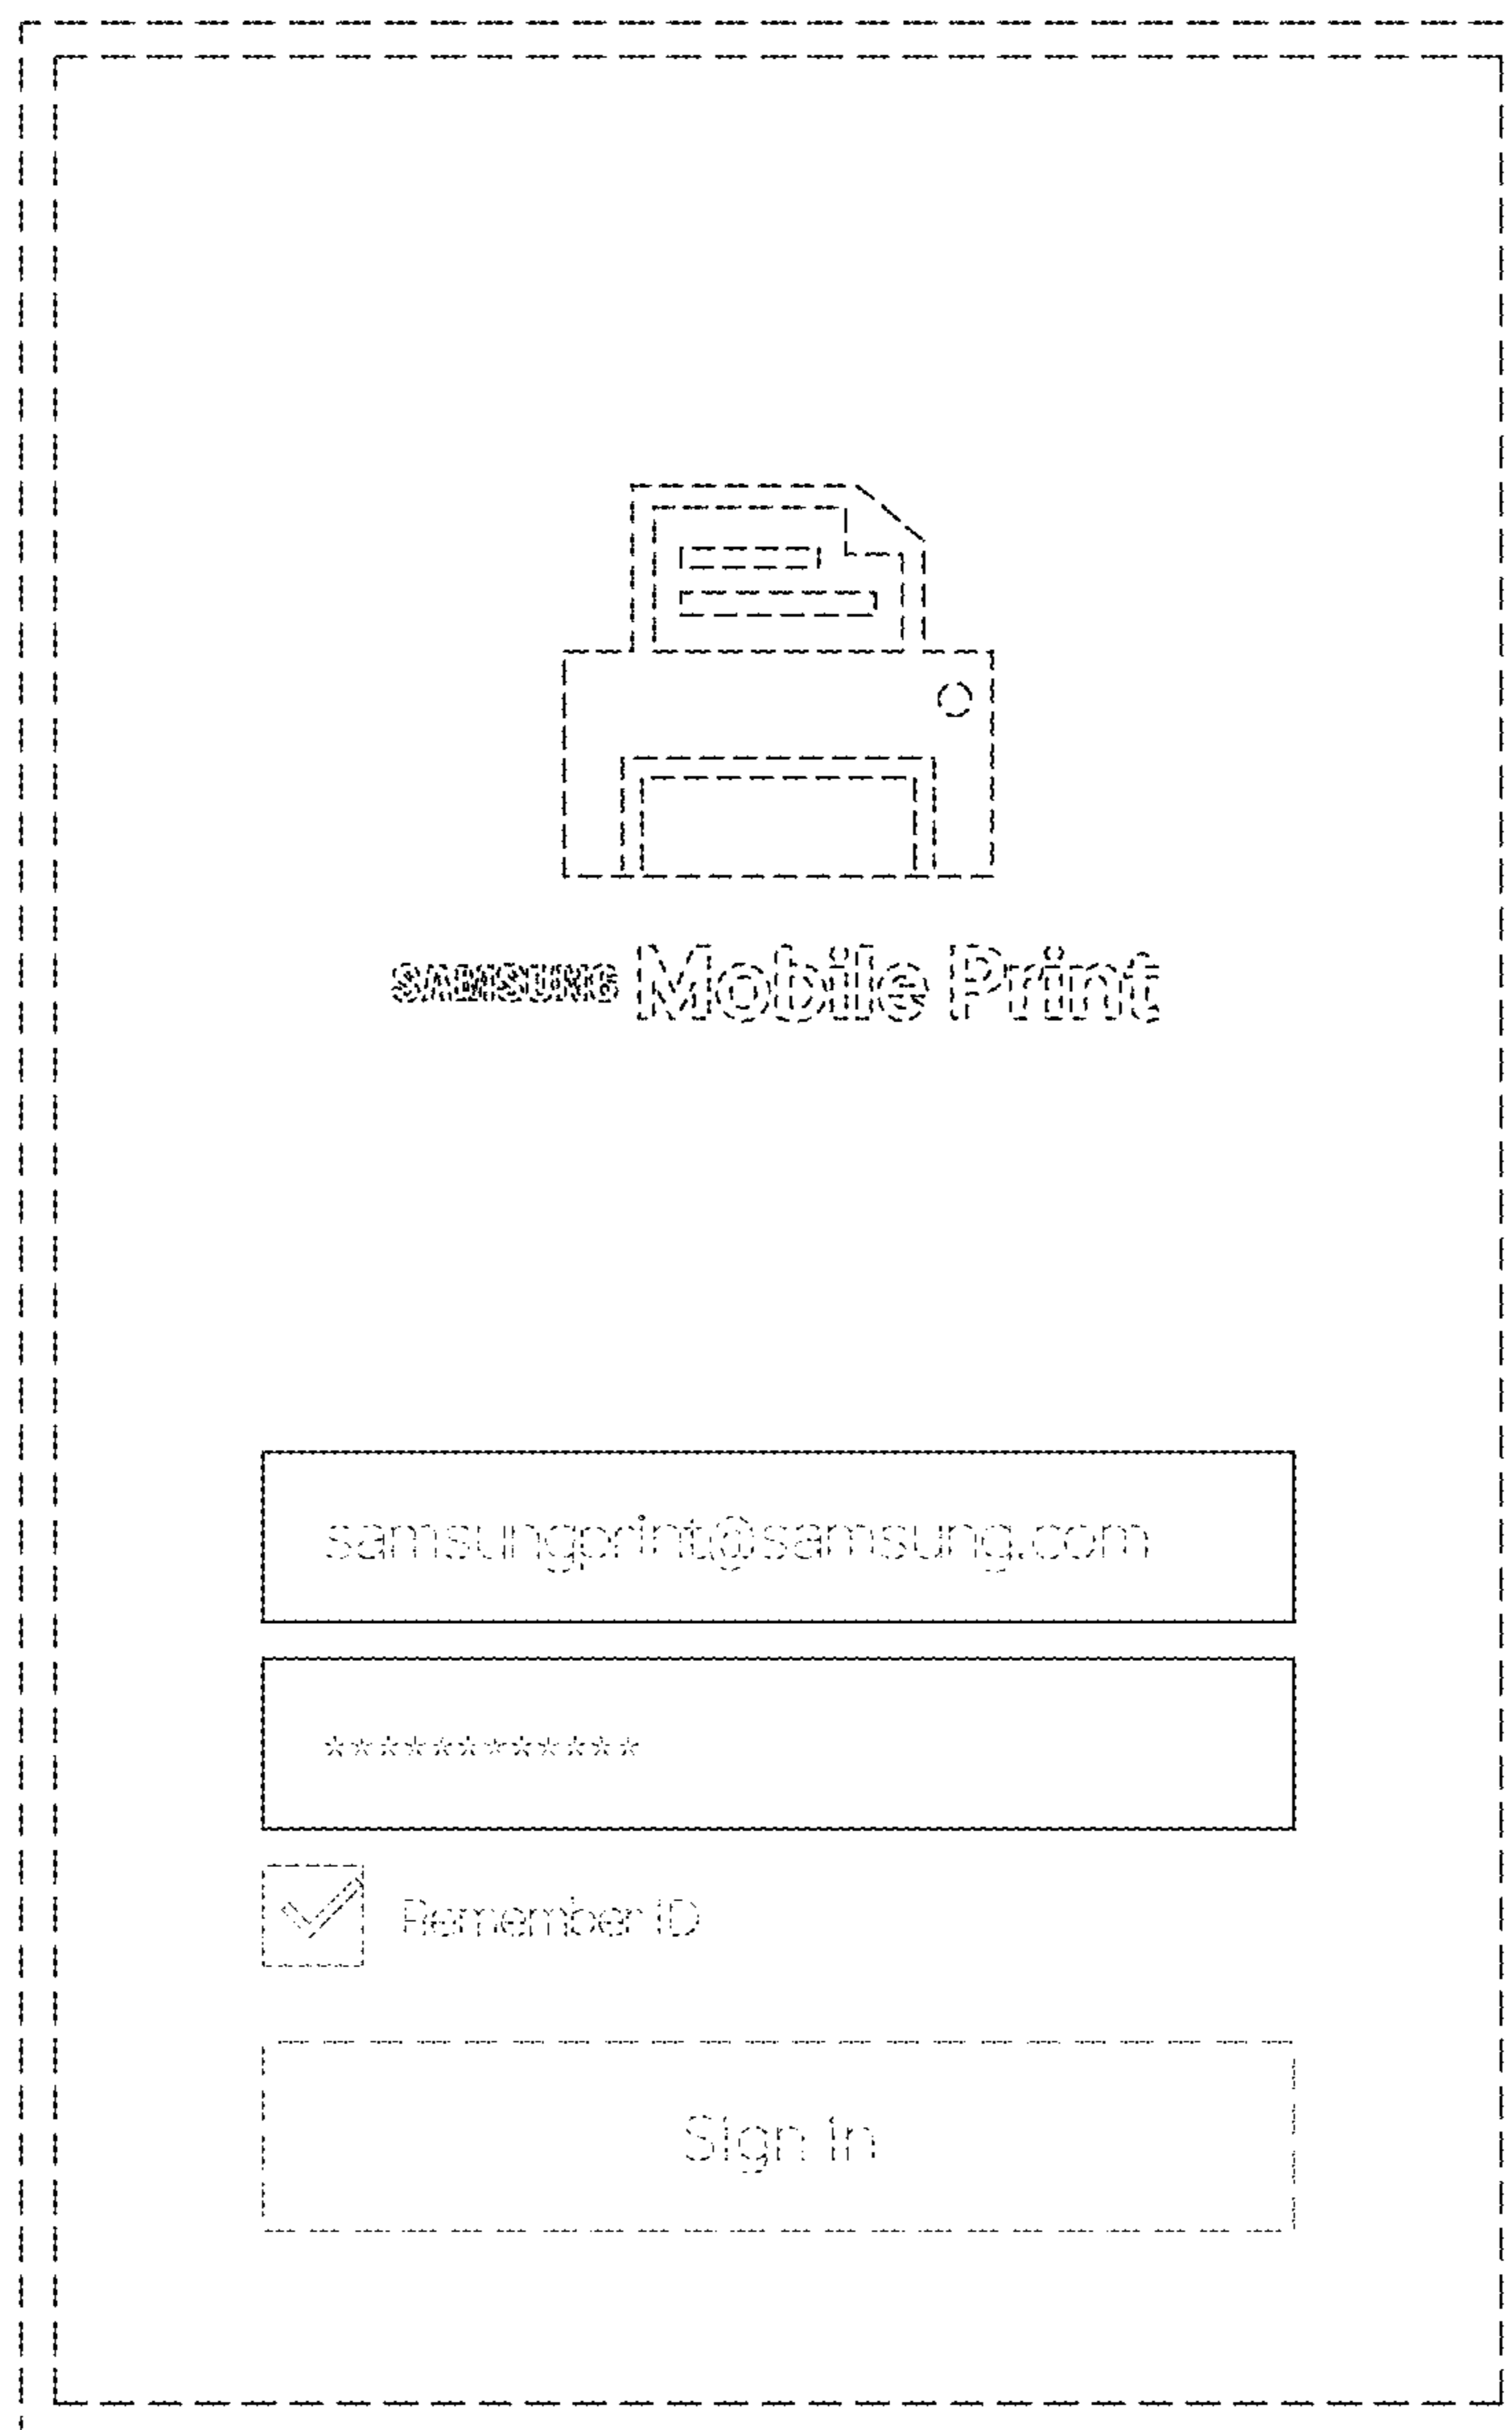 SAMSUNG Mobile Print
samsungprint@samsung.com
************
Remember ID
Sign in